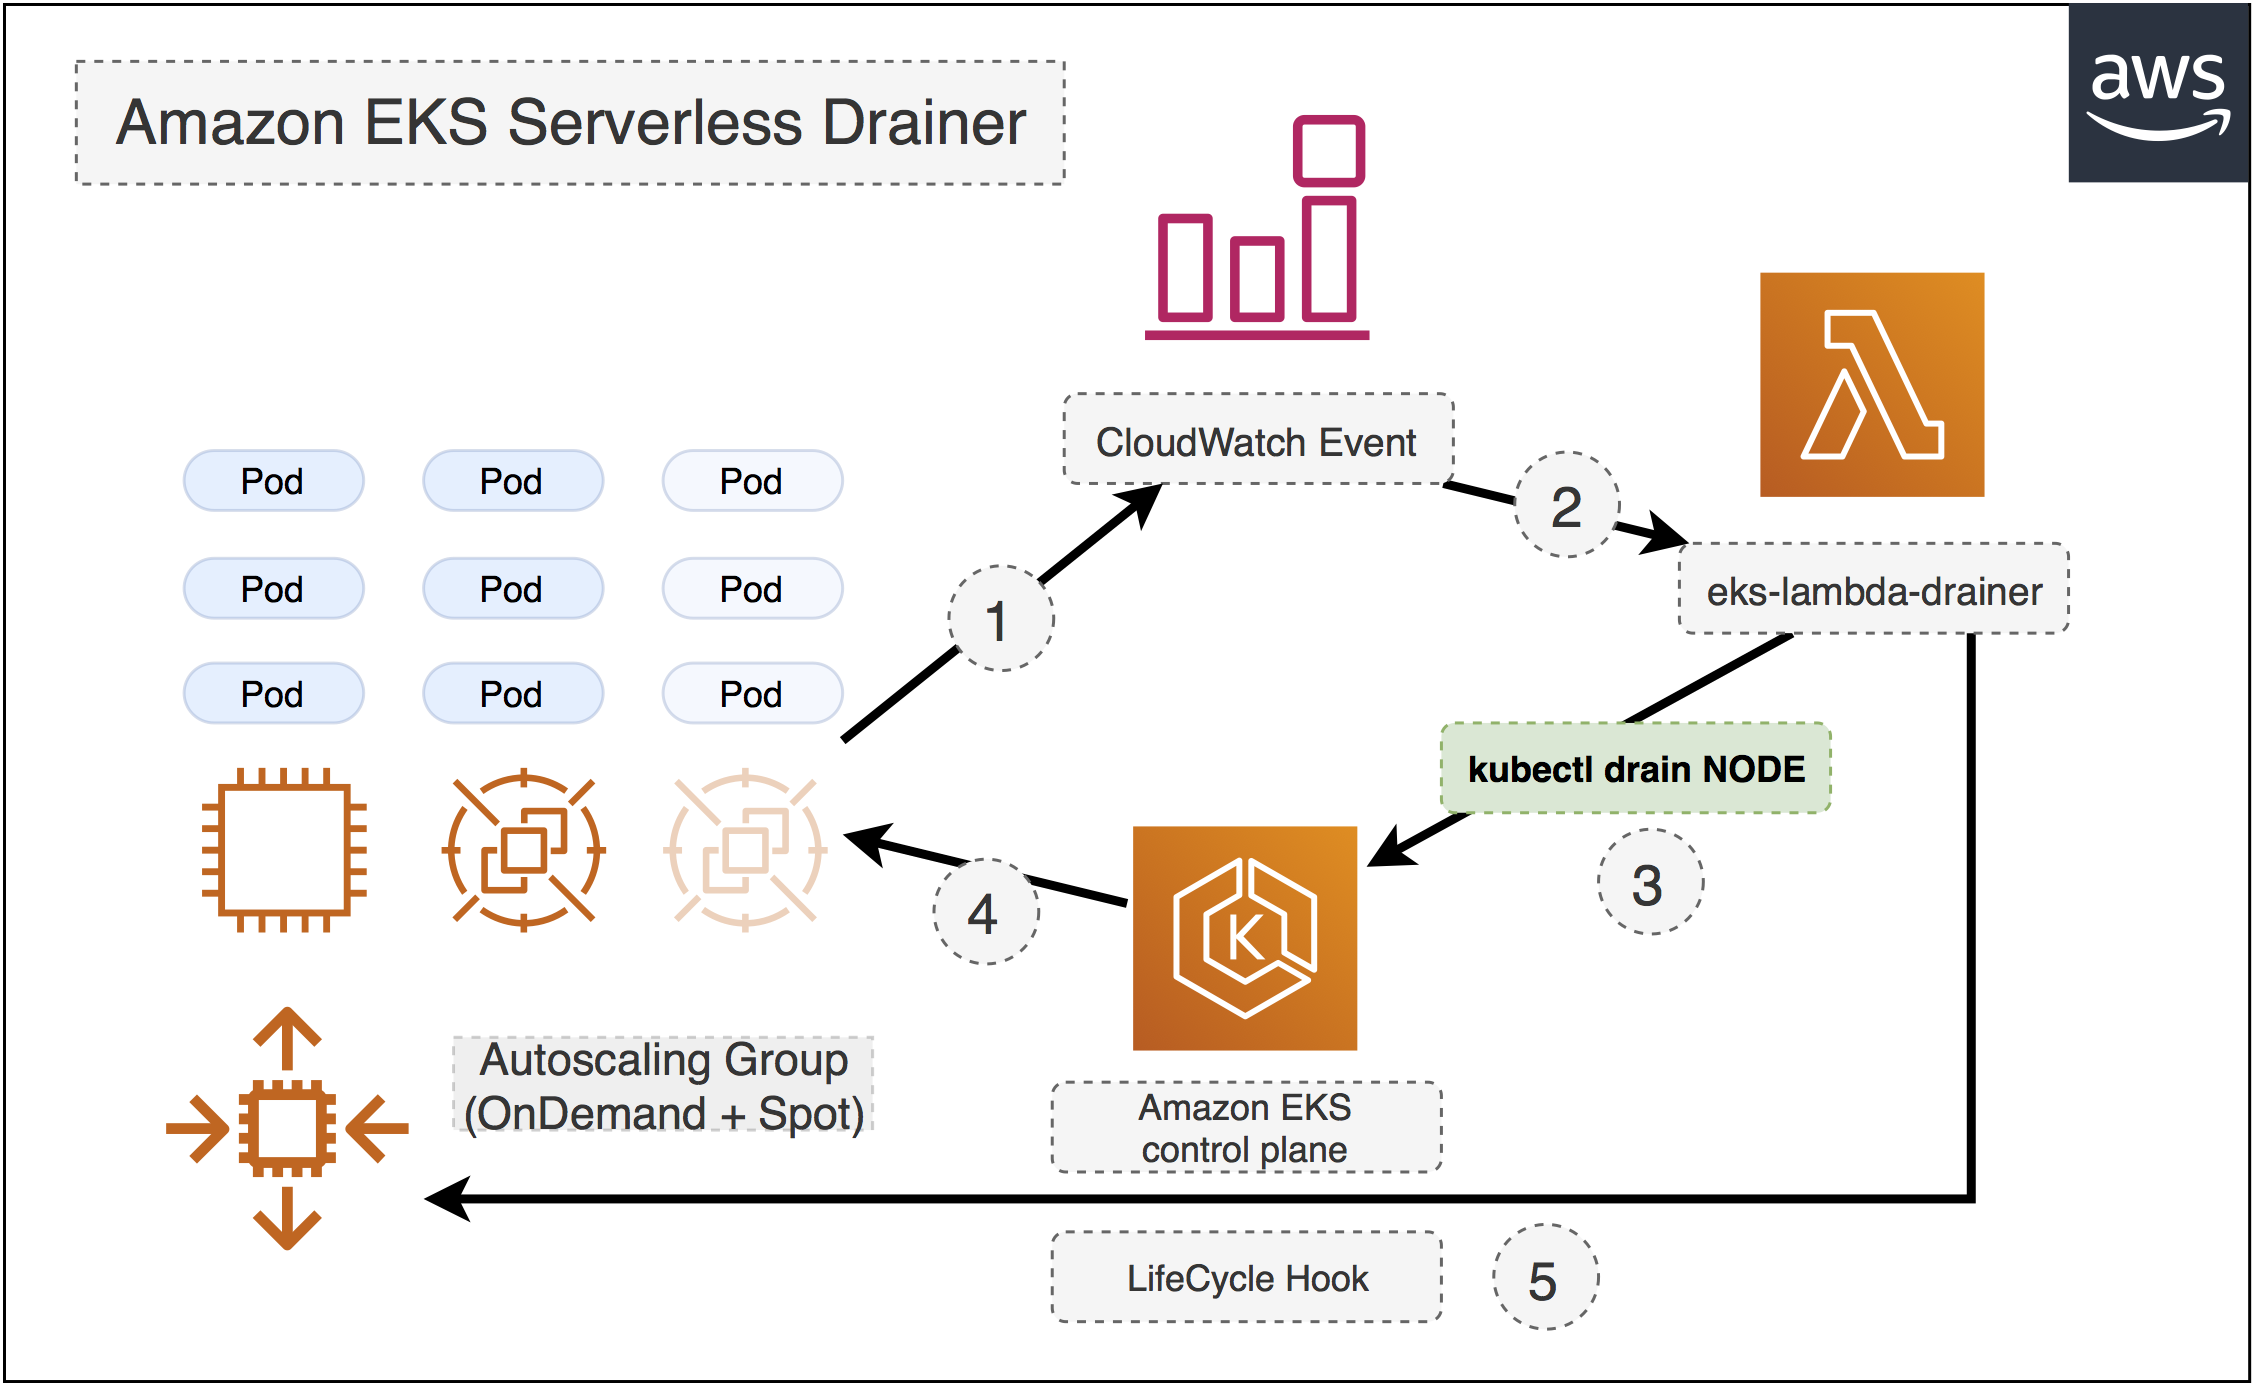 Amazon EKS Serverless Drainer
aws
CloudWatch Event
2
eks-lambda-drainer
Pod Pod Pod
Pod Pod Pod
Pod Pod Pod
1
kubectl drain NODE
3
4
K
Autoscaling Group
(OnDemand + Spot)
Amazon EKS
control plane
LifeCycle Hook
5